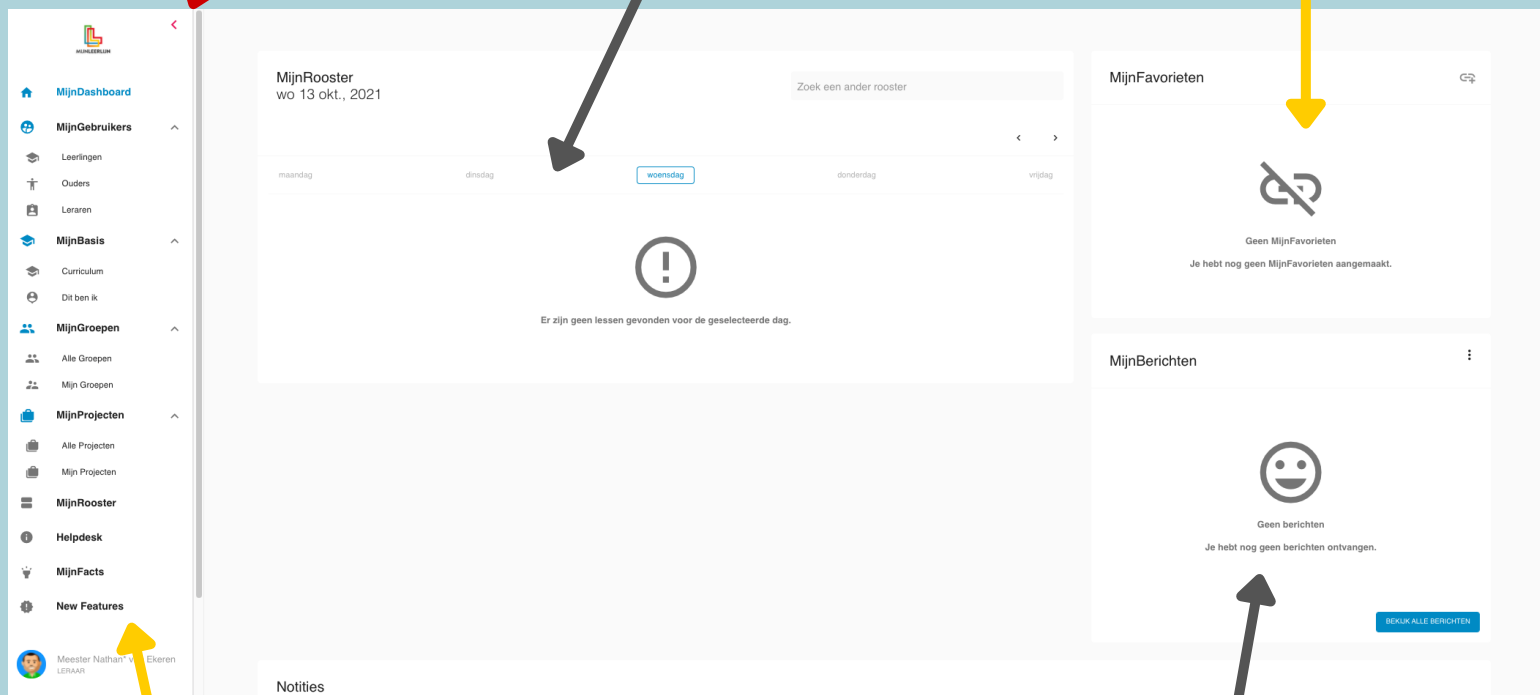 MIJNLEERLIJN
MijnDashboard
MijnGebruikers
Leerlingen
Ouders
Leraren
MijnBasis
Curriculum
Dit ben ik
MijnGroepen
Alle Groepen
Mijn Groepen
MijnProjecten
Alle Projecten
Mijn Projecten
MijnRooster
Helpdesk
MijnFacts
New Features
Meester Nathan* Ekeren
LERAAR
MijnRooster
wo 13 okt., 2021
Zoek een ander rooster
maandag dinsdag woensdag donderdag vrijdag
Er zijn geen lessen gevonden voor de geselecteerde dag.
MijnFavorieten
Geen MijnFavorieten
Je hebt nog geen MijnFavorieten aangemaakt.
MijnBerichten
Geen berichten
Je hebt nog geen berichten ontvangen.
BEKIJK ALLE BERICHTEN
Notities